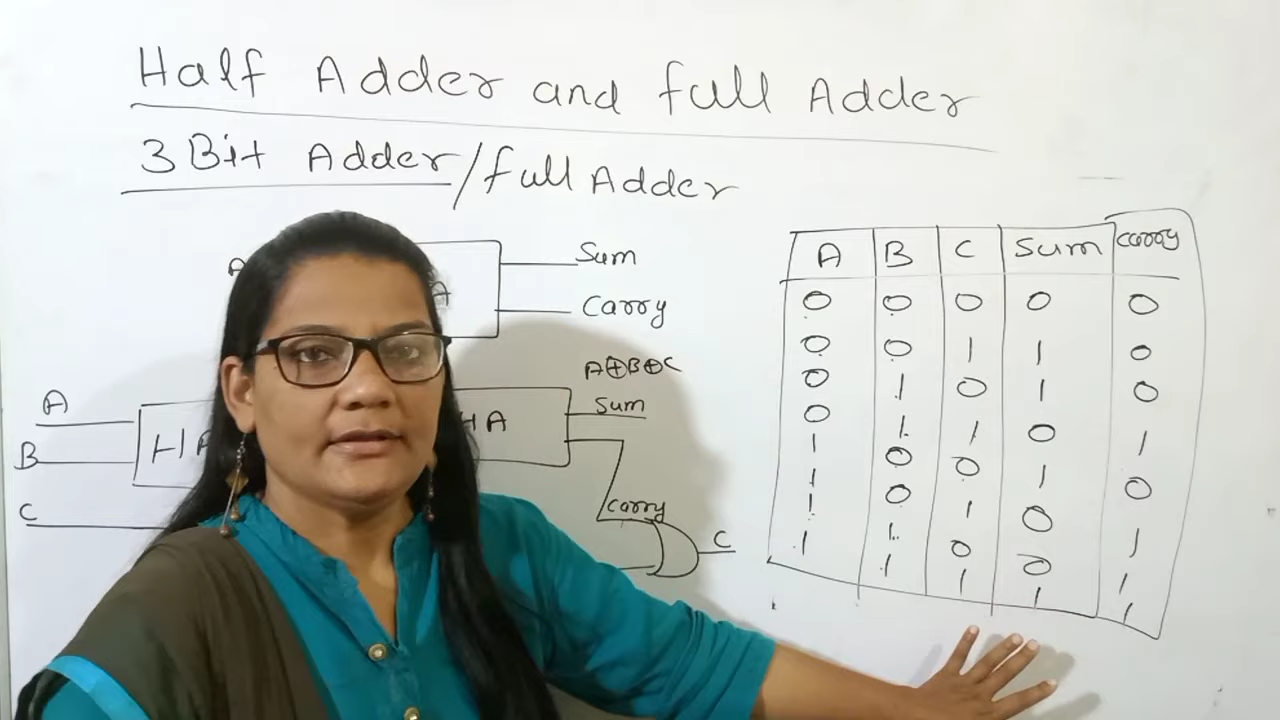 Half Adder and full Adder
3 Bit Adder/full Adder
A
A
Sum
Carry
A⊕B⊕C
A
HA
HA
Sum
B
C
Carry
C
A B C Sum Carry
0 0 0 0 0
0 0 1 1 0
0 1 0 1 0
0 1 1 0 1
1 0 0 1 0
1 0 1 0 1
1 1 0 0 1
1 1 1 1 1